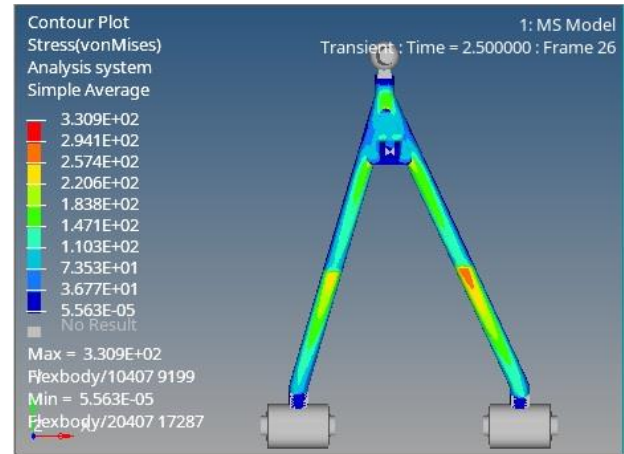 Contour Plot
Stress(vonMises)
Analysis system
Simple Average
3.309E+02
2.941E+02
2.574E+02
2.206E+02
1.838E+02
1.471E+02
1.103E+02
7.353E+01
3.677E+01
5.563E-05
No Result
Max = 3.309E+02
Flexbody/10407 9199
Min = 5.563E-05
Flexbody/20407 17287
1: MS Model
Transient : Time = 2.500000 : Frame 26